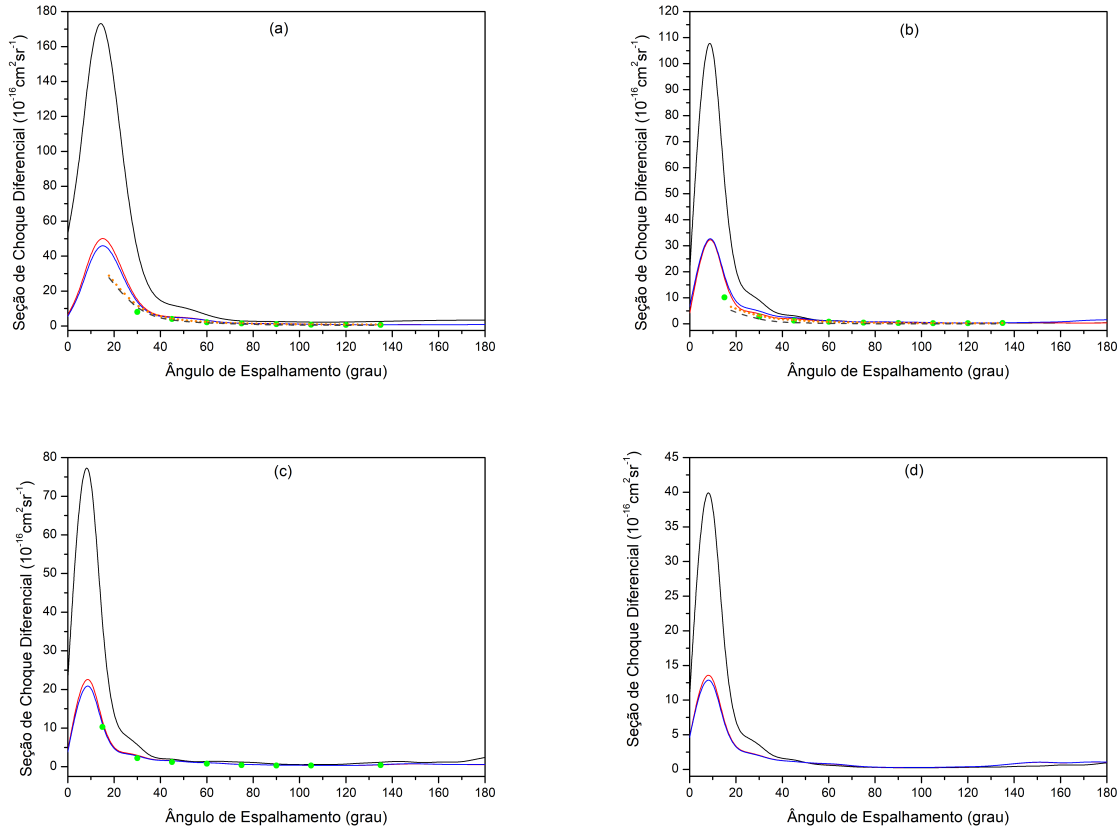 (a)
Seção de Choque Diferencial (10⁻¹⁶cm²sr⁻¹)
180
160
140
120
100
80
60
40
20
0
0 20 40 60 80 100 120 140 160 180
Ângulo de Espalhamento (grau)
(b)
Seção de Choque Diferencial (10⁻¹⁶cm²sr⁻¹)
120
110
100
90
80
70
60
50
40
30
20
10
0
0 20 40 60 80 100 120 140 160 180
Ângulo de Espalhamento (grau)
(c)
Seção de Choque Diferencial (10⁻¹⁶cm²sr⁻¹)
80
70
60
50
40
30
20
10
0
0 20 40 60 80 100 120 140 160 180
Ângulo de Espalhamento (grau)
(d)
Seção de Choque Diferencial (10⁻¹⁶cm²sr⁻¹)
45
40
35
30
25
20
15
10
5
0
0 20 40 60 80 100 120 140 160 180
Ângulo de Espalhamento (grau)